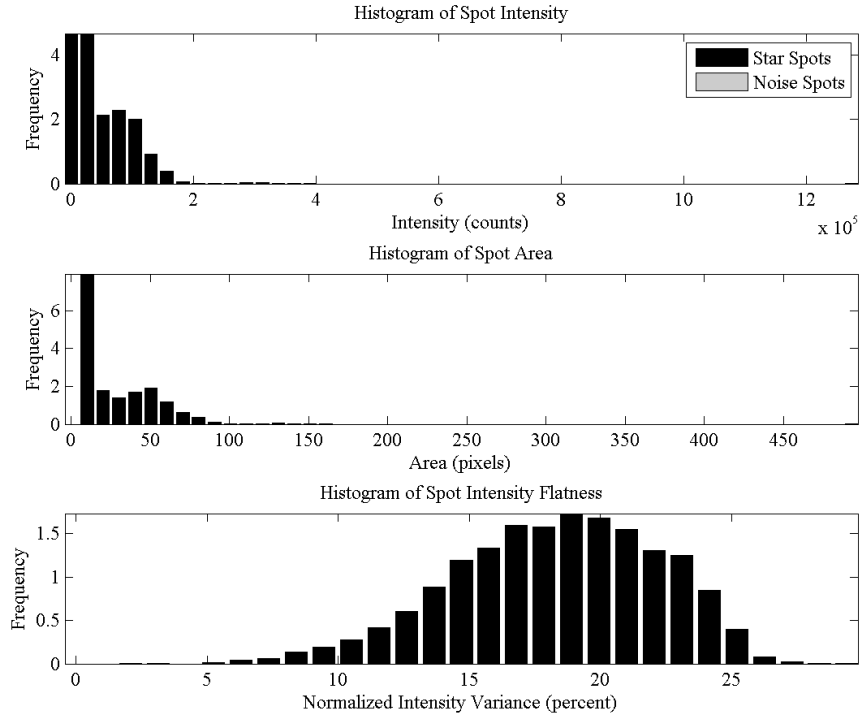 Histogram of Spot Intensity
Frequency
4
2
0
Star Spots
Noise Spots
0 2 4 6 8 10 12
Intensity (counts)
x 10^5
Histogram of Spot Area
Frequency
6
4
2
0
0 50 100 150 200 250 300 350 400 450
Area (pixels)
Histogram of Spot Intensity Flatness
Frequency
1.5
1
0.5
0
0 5 10 15 20 25
Normalized Intensity Variance (percent)